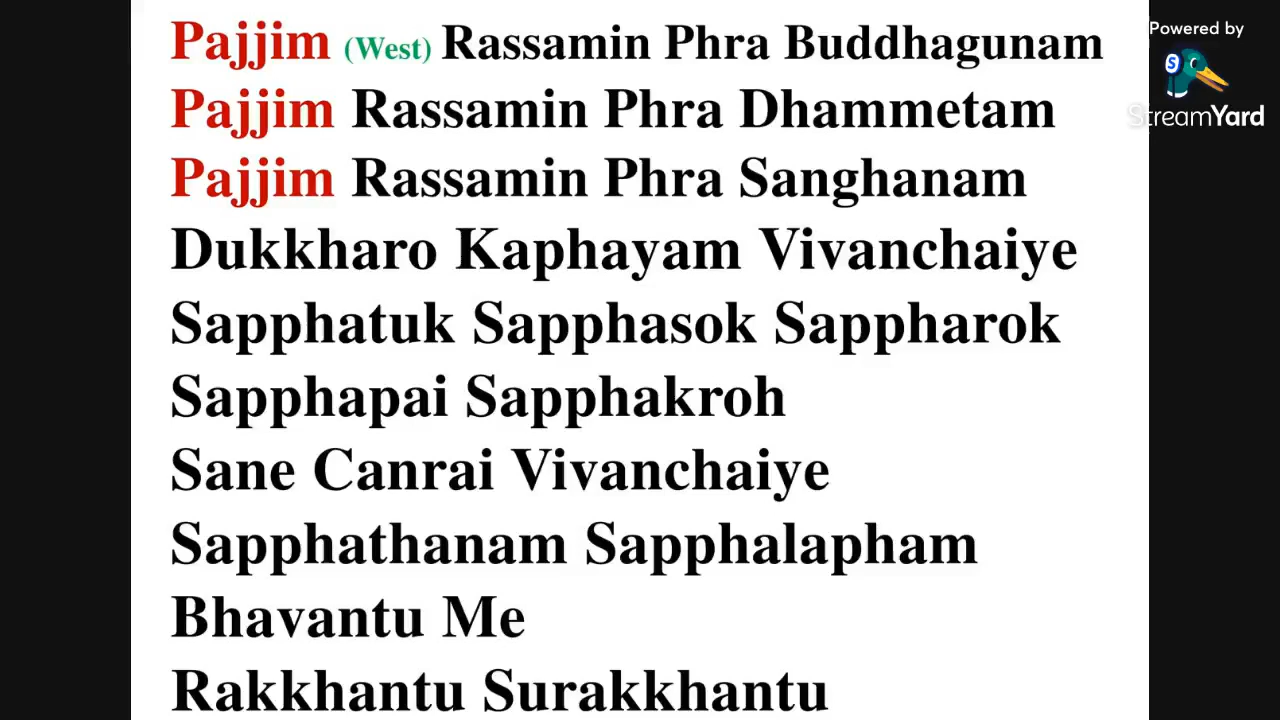 Pajjim (West) Rassamin Phra Buddhagunam
Pajjim Rassamin Phra Dhammetam
Pajjim Rassamin Phra Sanghanam
Dukkharo Kaphayam Vivanchaiye
Sapphatuk Sapphasok Sappharok
Sapphapai Sapphakroh
Sane Canrai Vivanchaiye
Sapphathanam Sapphalapham
Bhavantu Me
Rakkhantu Surakkhantu
Powered by
S
StreamYard